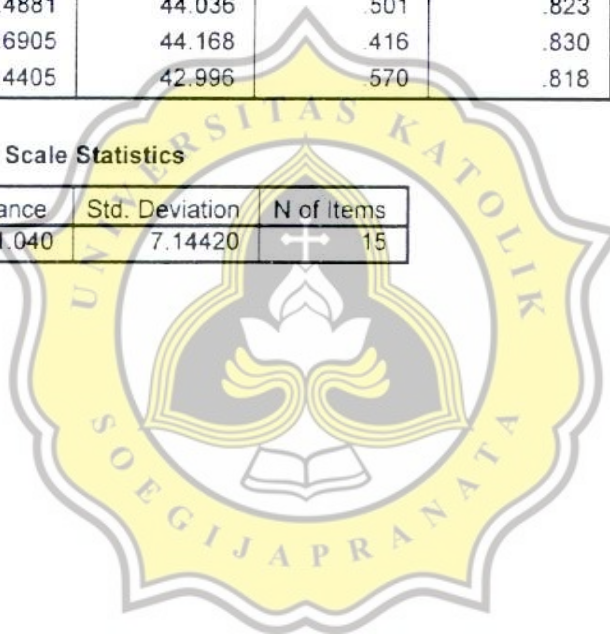 .4881 44.036 .501 .823
.6905 44.168 .416 .830
.4405 42.996 .570 .818
Scale Statistics
Std. Deviation N of Items
1.040 7.14420 15
UNIVERSITAS KATOLIK
SOEGIJAPRANATA